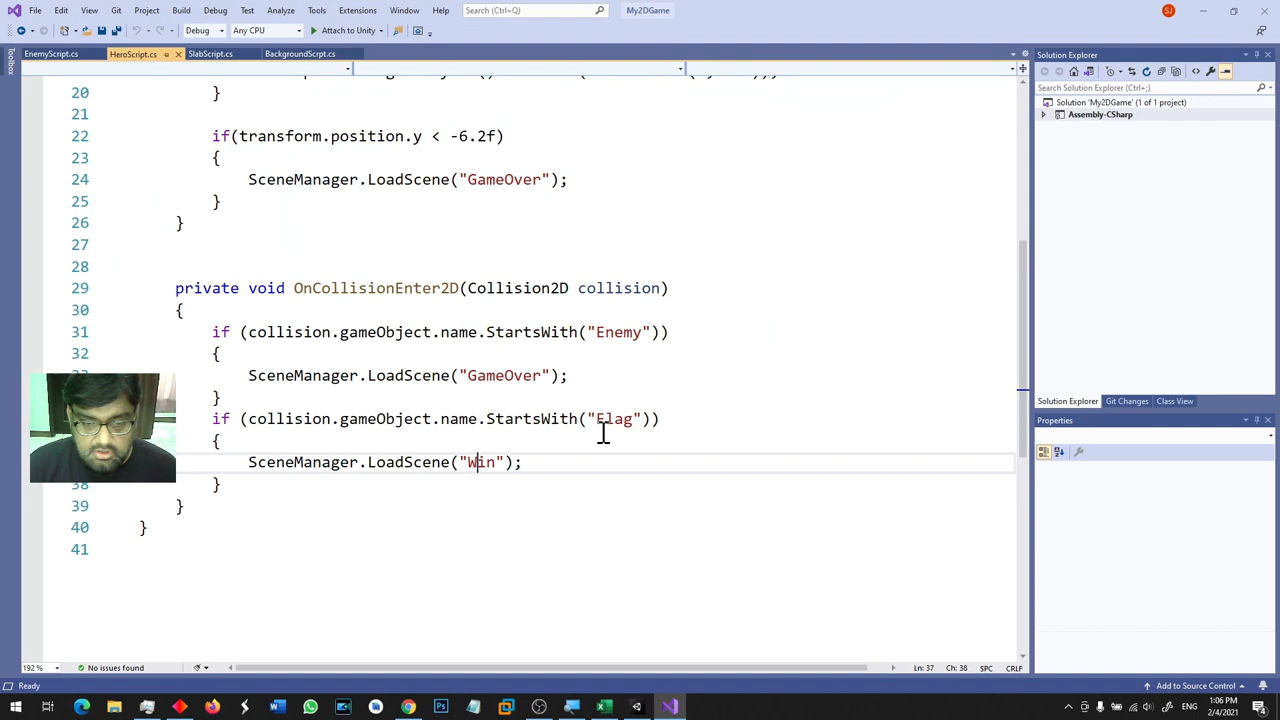 File Edit View Git Project Build Debug Test Analyze Tools Extensions Window Help Search (Ctrl+Q) My2DGame SJ
Debug Any CPU Attach to Unity
EnemyScript.cs HeroScript.cs SlabScript.cs BackgroundScrpt.cs
Toolbox
20 }
21
22 if(transform.position.y < -6.2f)
23 {
24 SceneManager.LoadScene("GameOver");
25 }
26 }
27
28
29 private void OnCollisionEnter2D(Collision2D collision)
30 {
31 if (collision.gameObject.name.StartsWith("Enemy"))
32 {
SceneManager.LoadScene("GameOver");
}
if (collision.gameObject.name.StartsWith("Flag"))
{
SceneManager.LoadScene("Win");
38 }
39 }
40 }
41
192 % No issues found Ln: 37 Ch: 38 SPC CRLF
Ready Add to Source Control
Solution Explorer
Search Solution Explorer (Ctrl+;)
Solution 'My2DGame' (1 of 1 project)
Assembly-CSharp
Solution Explorer Git Changes Class View
Properties
ENG 1:06 PM
2/4/2021